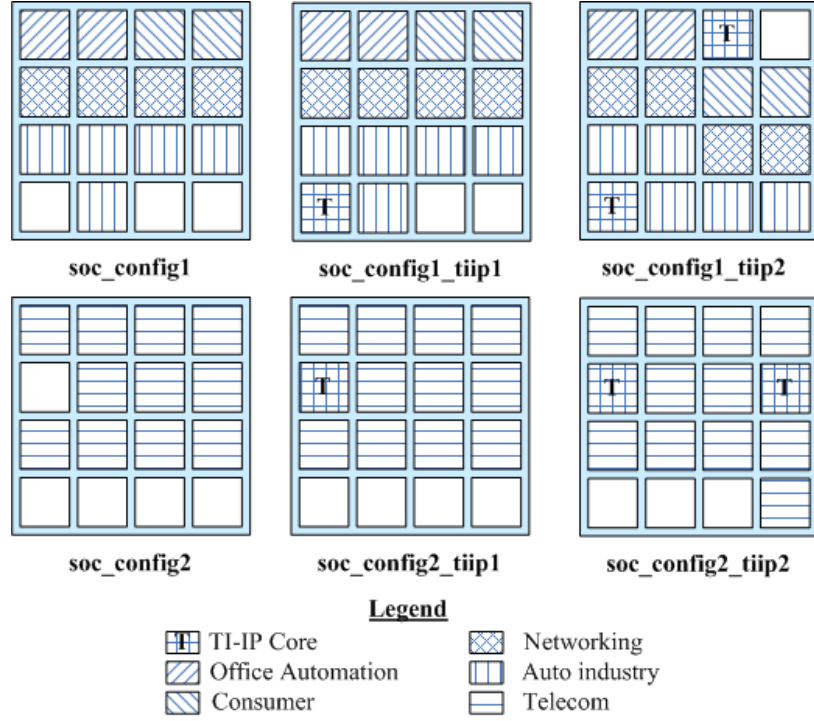 T
soc_config1 soc_config1_tiip1 soc_config1_tiip2
T
T T
T T T
soc_config2 soc_config2_tiip1 soc_config2_tiip2
Legend
T TI-IP Core Networking
Office Automation Auto industry
Consumer Telecom